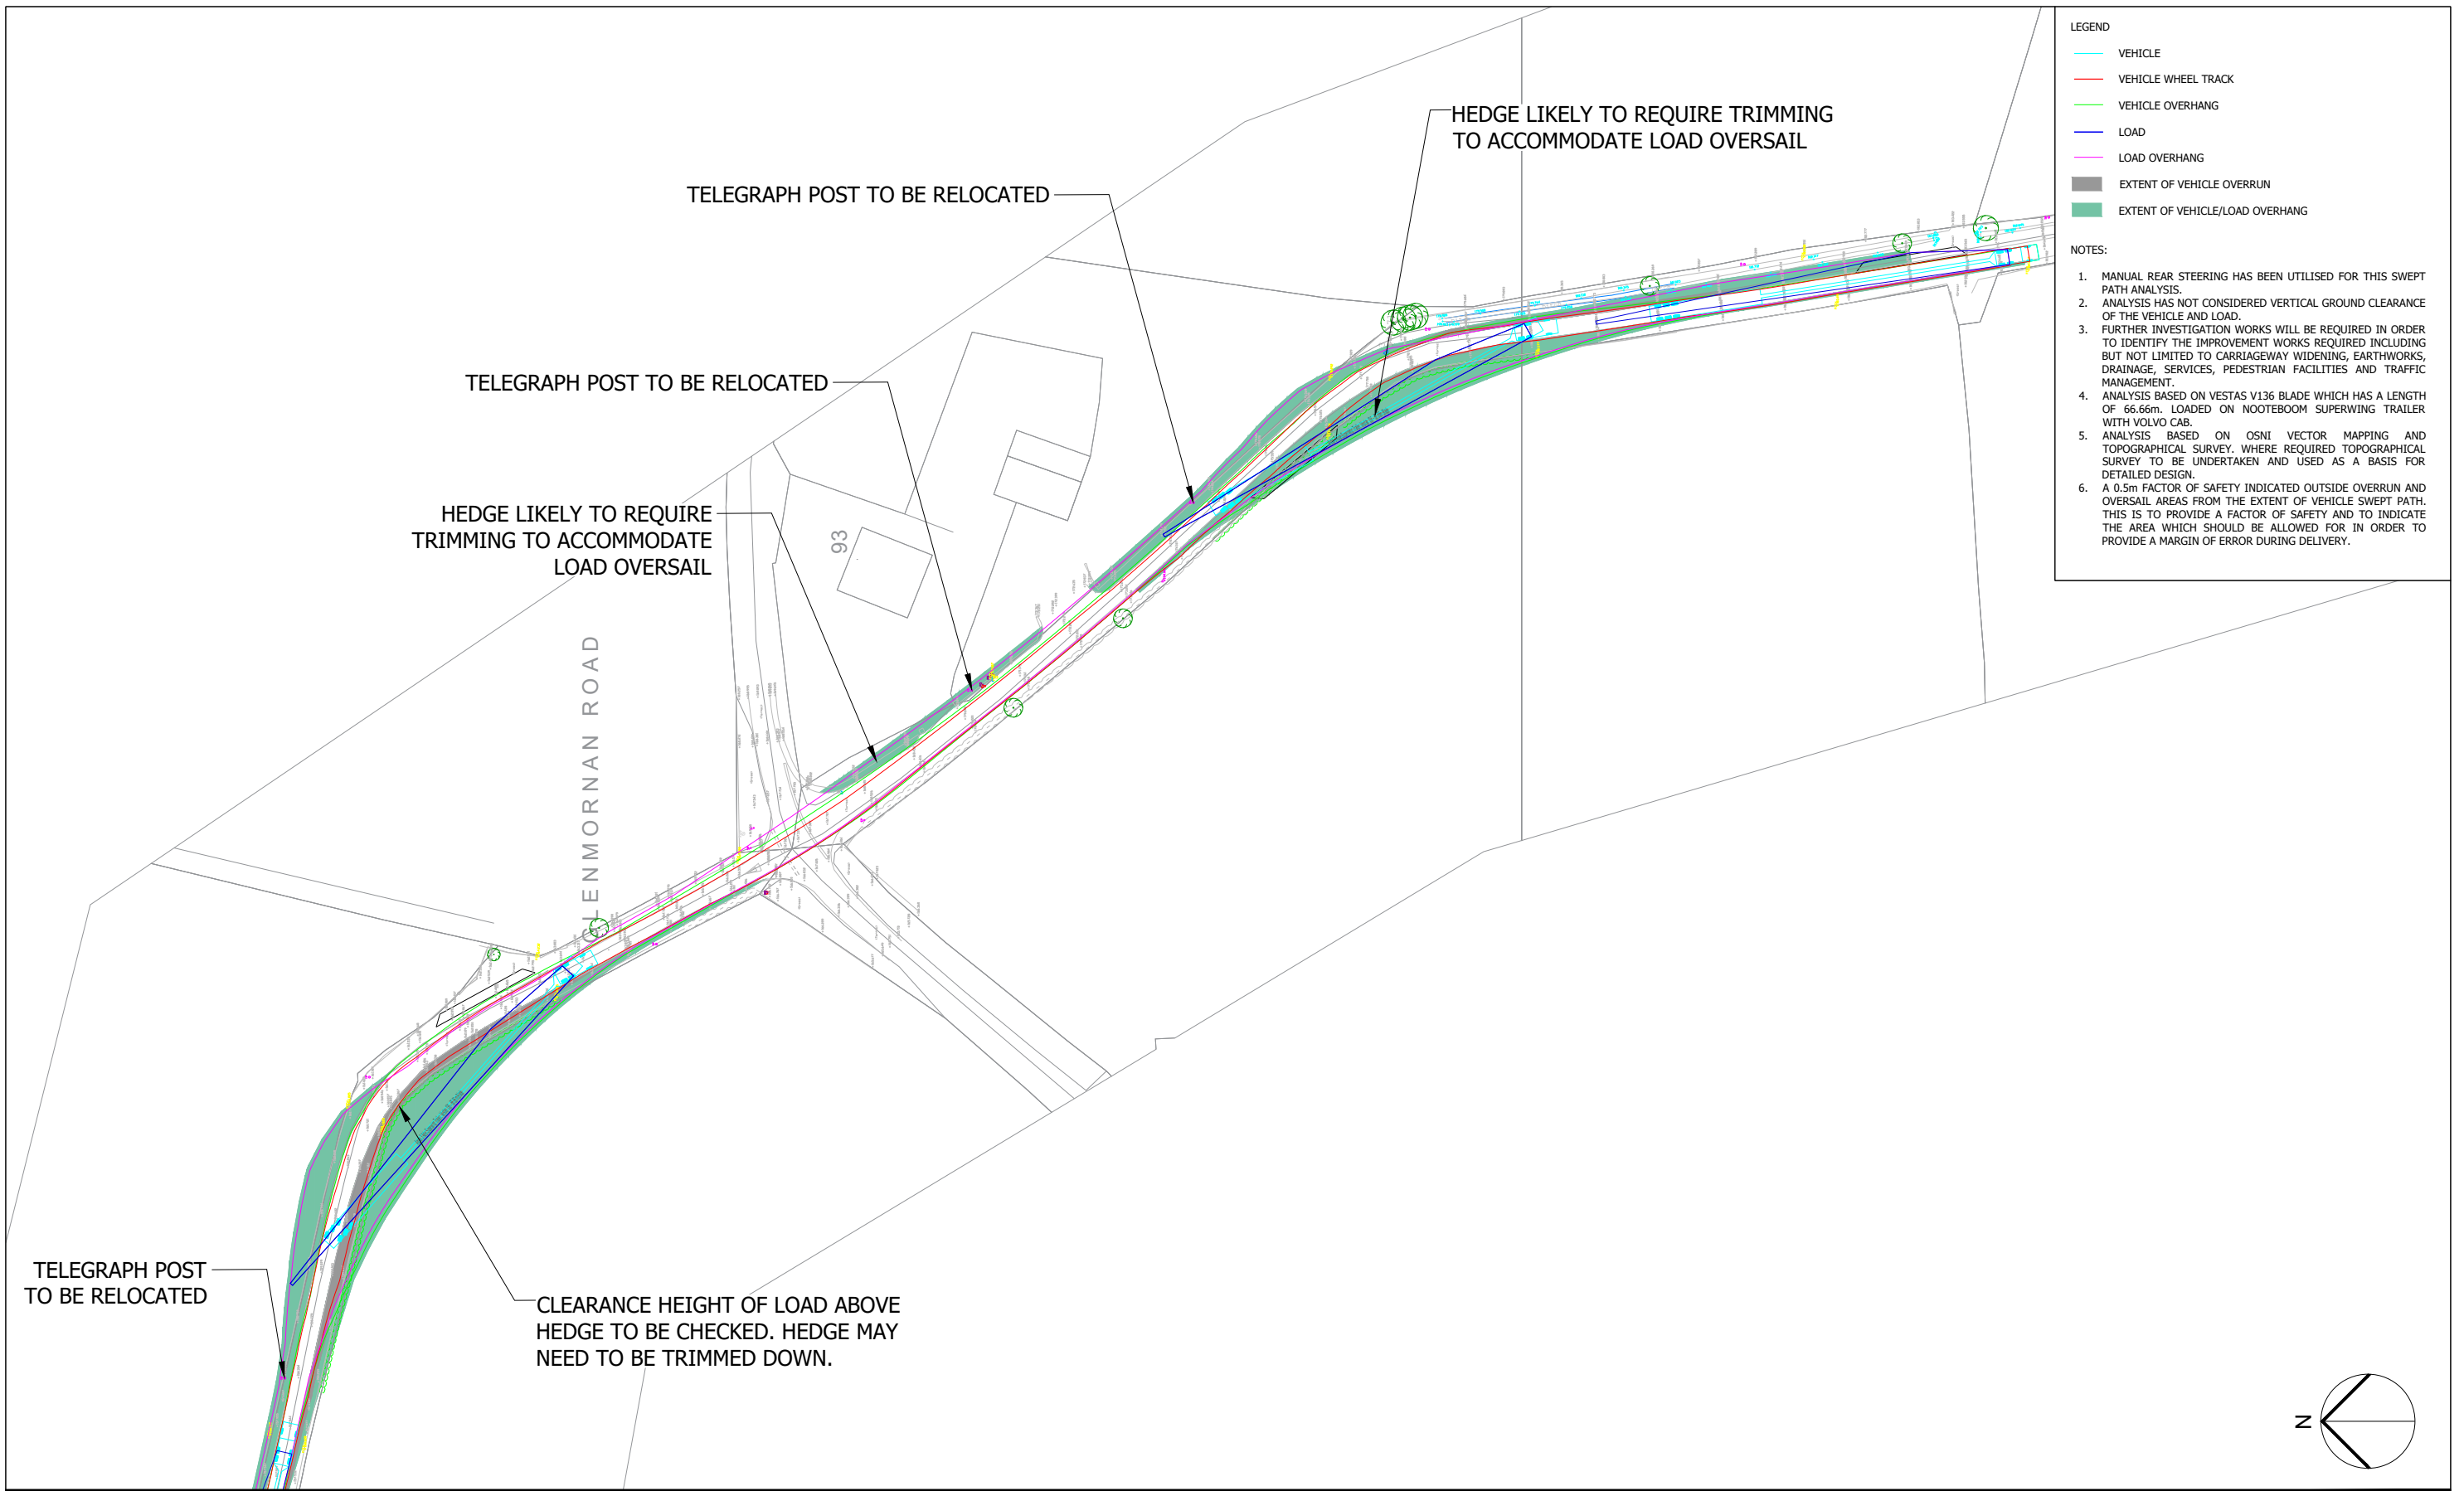 LEGEND
VEHICLE
VEHICLE WHEEL TRACK
VEHICLE OVERHANG
LOAD
LOAD OVERHANG
EXTENT OF VEHICLE OVERRUN
EXTENT OF VEHICLE/LOAD OVERHANG
NOTES:
1. MANUAL REAR STEERING HAS BEEN UTILISED FOR THIS SWEPT
PATH ANALYSIS.
2. ANALYSIS HAS NOT CONSIDERED VERTICAL GROUND CLEARANCE
OF THE VEHICLE AND LOAD.
3. FURTHER INVESTIGATION WORKS WILL BE REQUIRED IN ORDER
TO IDENTIFY THE IMPROVEMENT WORKS REQUIRED INCLUDING
BUT NOT LIMITED TO CARRIAGEWAY WIDENING, EARTHWORKS,
DRAINAGE, SERVICES, PEDESTRIAN FACILITIES AND TRAFFIC
MANAGEMENT.
4. ANALYSIS BASED ON VESTAS V136 BLADE WHICH HAS A LENGTH
OF 66.66m. LOADED ON NOOTEBOOM SUPERWING TRAILER
WITH VOLVO CAB.
5. ANALYSIS BASED ON OSNI VECTOR MAPPING AND
TOPOGRAPHICAL SURVEY. WHERE REQUIRED TOPOGRAPHICAL
SURVEY TO BE UNDERTAKEN AND USED AS A BASIS FOR
DETAILED DESIGN.
6. A 0.5m FACTOR OF SAFETY INDICATED OUTSIDE OVERRUN AND
OVERSAIL AREAS FROM THE EXTENT OF VEHICLE SWEPT PATH.
THIS IS TO PROVIDE A FACTOR OF SAFETY AND TO INDICATE
THE AREA WHICH SHOULD BE ALLOWED FOR IN ORDER TO
PROVIDE A MARGIN OF ERROR DURING DELIVERY.
HEDGE LIKELY TO REQUIRE TRIMMING
TO ACCOMMODATE LOAD OVERSAIL
TELEGRAPH POST TO BE RELOCATED
TELEGRAPH POST TO BE RELOCATED
HEDGE LIKELY TO REQUIRE
TRIMMING TO ACCOMMODATE
LOAD OVERSAIL
93
GLENMORNAN ROAD
TELEGRAPH POST
TO BE RELOCATED
CLEARANCE HEIGHT OF LOAD ABOVE
HEDGE TO BE CHECKED. HEDGE MAY
NEED TO BE TRIMMED DOWN.
N